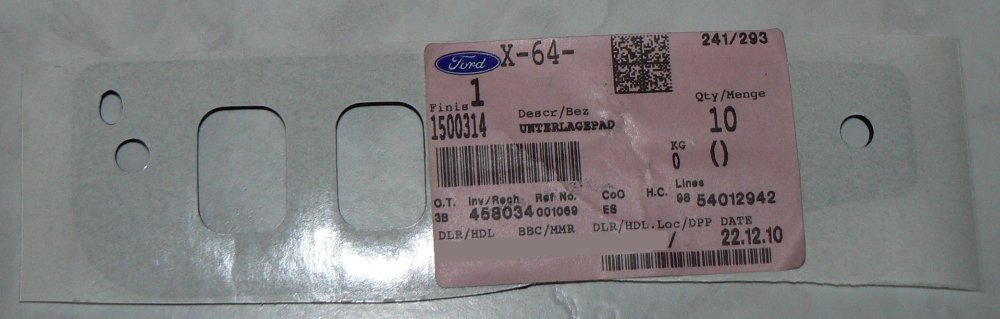 Ford X-64- 241/293
Finis 1 Descr/Bez Qty/Menge
1500314 UNTERLAGEPAD 10
KG
0 ()
O.T. Inv/Rech Ref No. CoO H.C. Lines
3B 458034 001069 ES 98 54012942
DLR/HDL BBC/MMR DLR/HDL.Loc/DPP DATE
/ 22.12.10